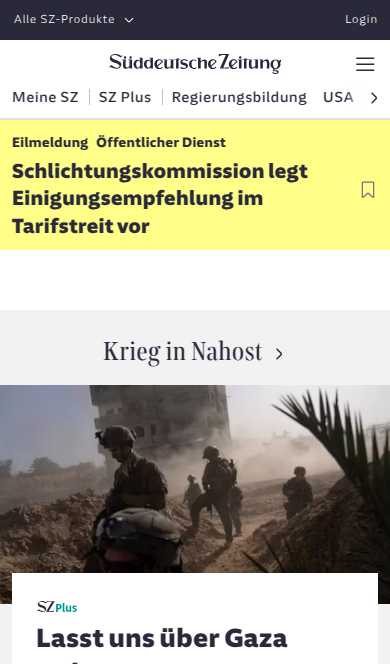 Alle SZ-Produkte Login
Süddeutsche Zeitung
Meine SZ SZ Plus Regierungsbildung USA
Eilmeldung Öffentlicher Dienst
Schlichtungskommission legt
Einigungsempfehlung im
Tarifstreit vor
Krieg in Nahost
SZ Plus
Lasst uns über Gaza